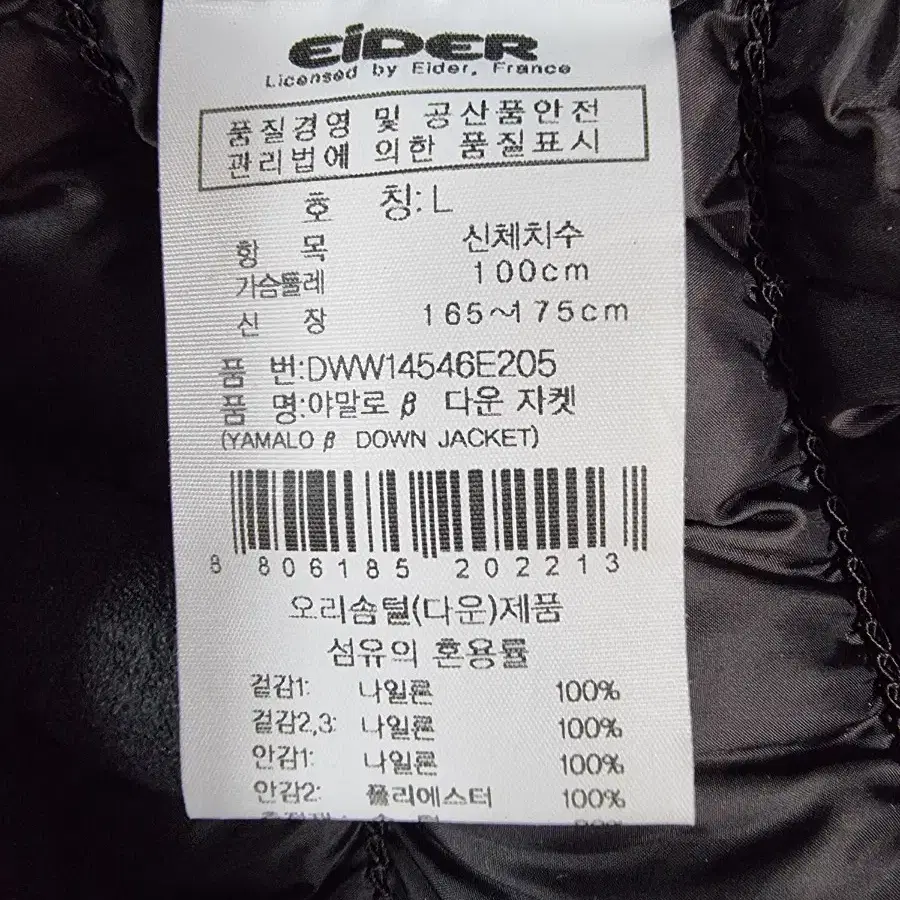 EiDER
Licensed by Eider, France
품질경영 및 공산품안전
관리법에 의한 품질표시
호 칭: L
항 목 신체치수
가슴둘레 100cm
신 장 165~175cm
품 번:DWW14546E205
품 명:야말로 β 다운 자켓
(YAMALO β DOWN JACKET)
8 806185 202213
오리솜털(다운)제품
섬유의 혼용률
겉감1: 나일론 100%
겉감2,3: 나일론 100%
안감1: 나일론 100%
안감2: 폴리에스터 100%